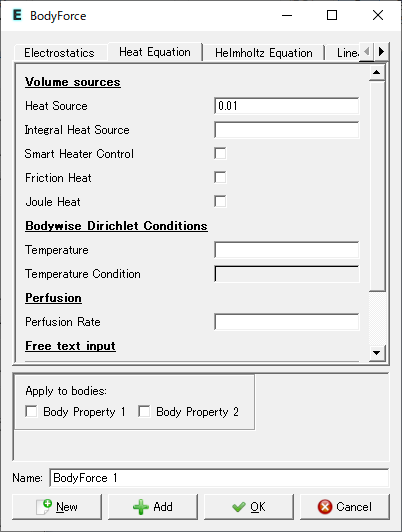 BodyForce
Electrostatics Heat Equation Helmholtz Equation Linea
Volume sources
Heat Source 0.01
Integral Heat Source
Smart Heater Control
Friction Heat
Joule Heat
Bodywise Dirichlet Conditions
Temperature
Temperature Condition
Perfusion
Perfusion Rate
Free text input
Apply to bodies:
Body Property 1 Body Property 2
Name: BodyForce 1
New Add OK Cancel